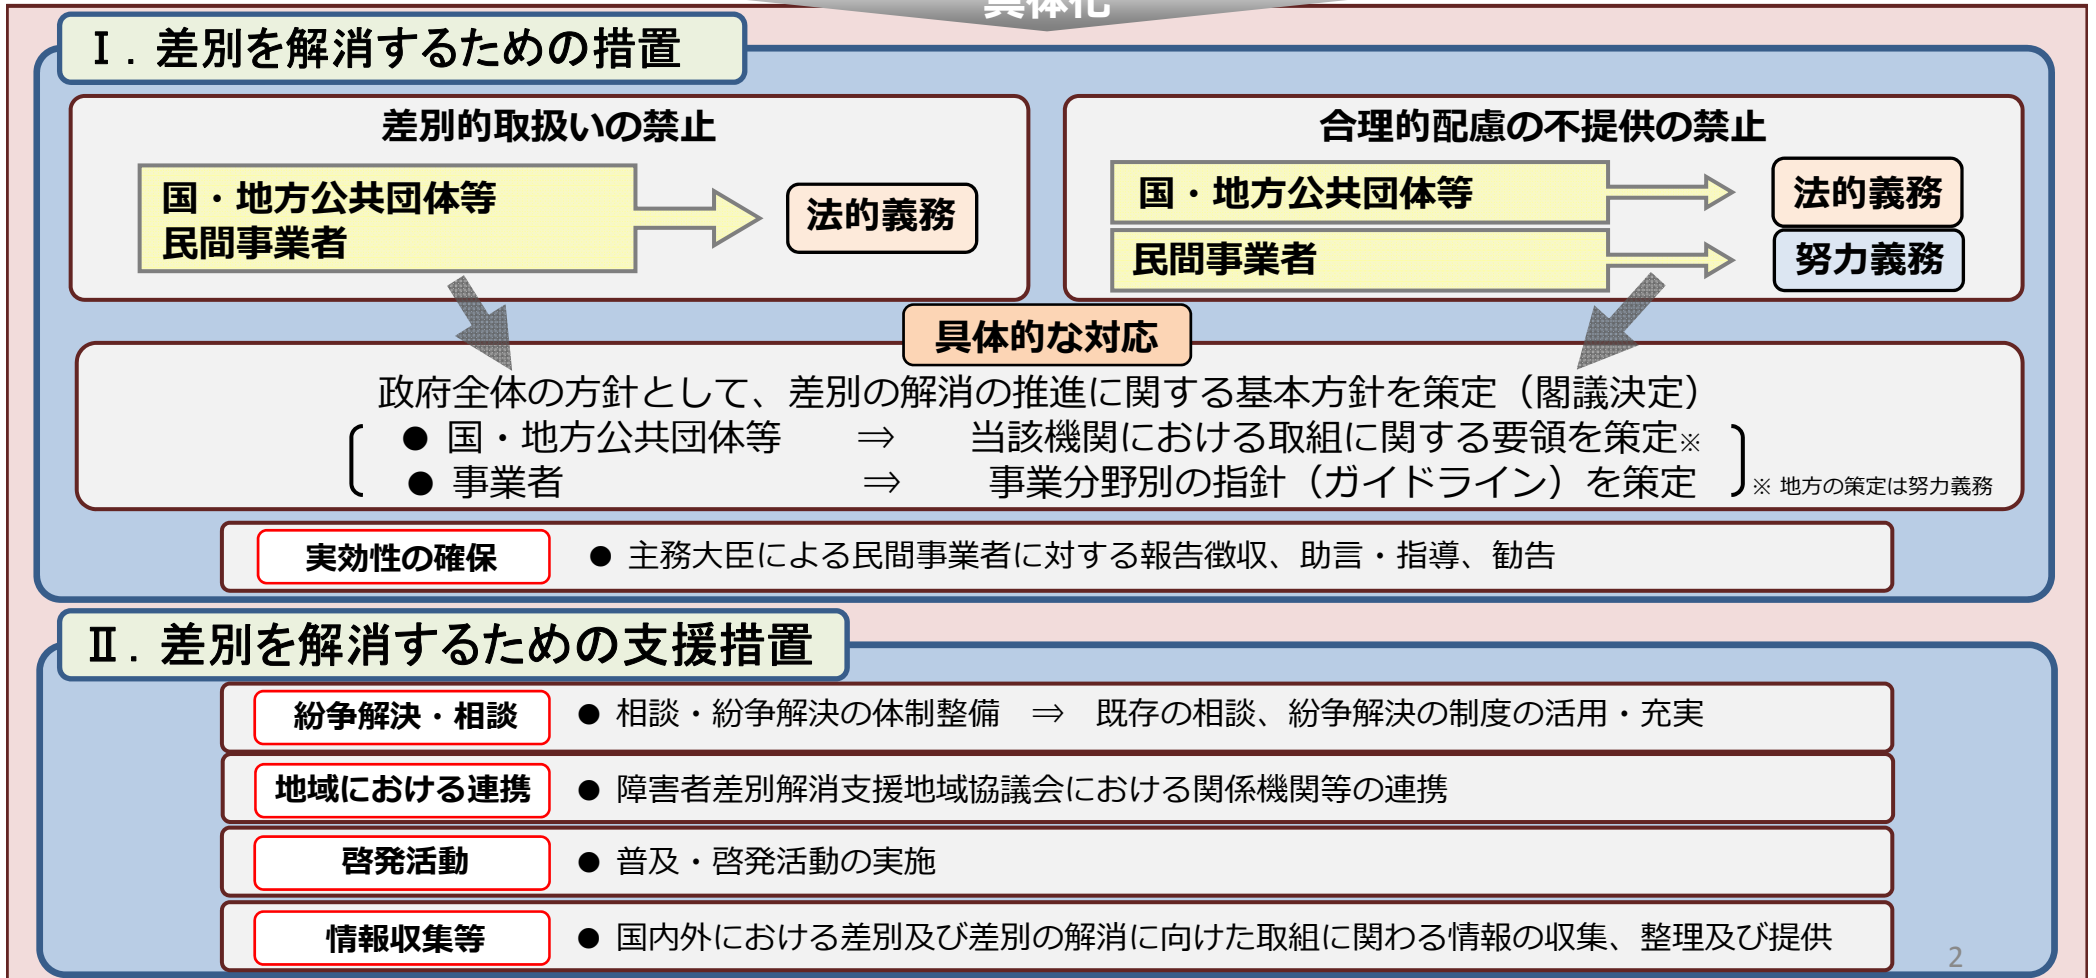 具体化
Ⅰ．差別を解消するための措置
差別的取扱いの禁止
国・地方公共団体等
民間事業者
法的義務
合理的配慮の不提供の禁止
国・地方公共団体等
法的義務
民間事業者
努力義務
具体的な対応
政府全体の方針として、差別の解消の推進に関する基本方針を策定（閣議決定）
● 国・地方公共団体等 ⇒ 当該機関における取組に関する要領を策定※
● 事業者 ⇒ 事業分野別の指針（ガイドライン）を策定
※ 地方の策定は努力義務
実効性の確保
● 主務大臣による民間事業者に対する報告徴収、助言・指導、勧告
Ⅱ．差別を解消するための支援措置
紛争解決・相談
● 相談・紛争解決の体制整備 ⇒ 既存の相談、紛争解決の制度の活用・充実
地域における連携
● 障害者差別解消支援地域協議会における関係機関等の連携
啓発活動
● 普及・啓発活動の実施
情報収集等
● 国内外における差別及び差別の解消に向けた取組に関わる情報の収集、整理及び提供
2